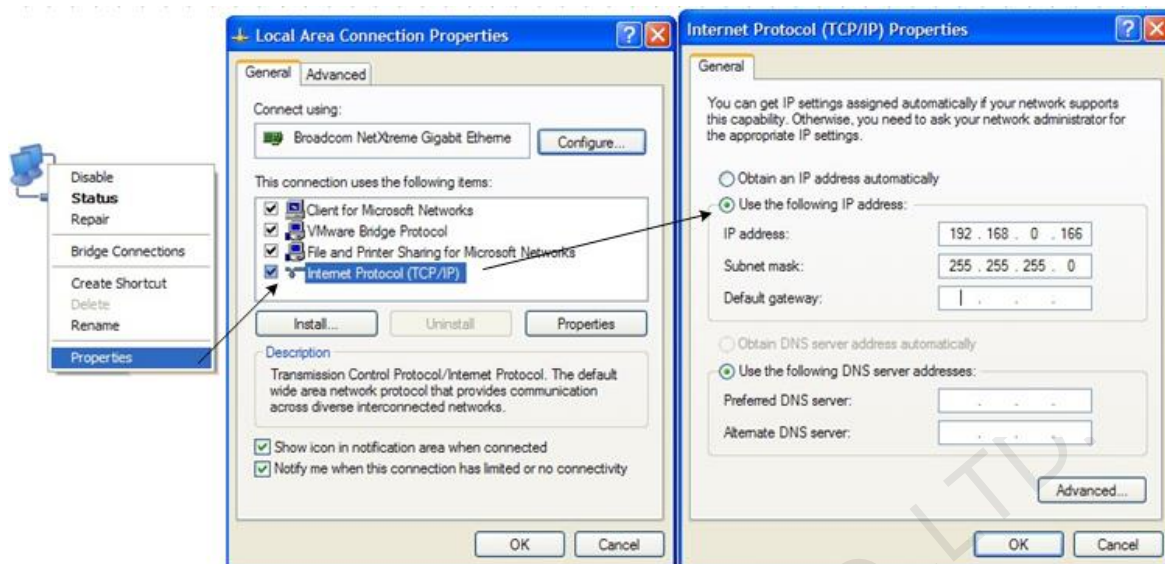 Disable
Status
Repair
Bridge Connections
Create Shortcut
Delete
Rename
Properties
Local Area Connection Properties
General
Advanced
Connect using:
Broadcom NetXtreme Gigabit Etherne
Configure...
This connection uses the following items:
Client for Microsoft Networks
VMware Bridge Protocol
File and Printer Sharing for Microsoft Networks
Internet Protocol (TCP/IP)
Install...
Uninstall
Properties
Description
Transmission Control Protocol/Internet Protocol. The default
wide area network protocol that provides communication
across diverse interconnected networks.
Show icon in notification area when connected
Notify me when this connection has limited or no connectivity
OK
Cancel
Internet Protocol (TCP/IP) Properties
General
You can get IP settings assigned automatically if your network supports
this capability. Otherwise, you need to ask your network administrator for
the appropriate IP settings.
Obtain an IP address automatically
Use the following IP address:
IP address: 192 . 168 . 0 . 166
Subnet mask: 255 . 255 . 255 . 0
Default gateway: . . .
Obtain DNS server address automatically
Use the following DNS server addresses:
Preferred DNS server: . . .
Alternate DNS server: . . .
Advanced...
OK
Cancel
LTD.